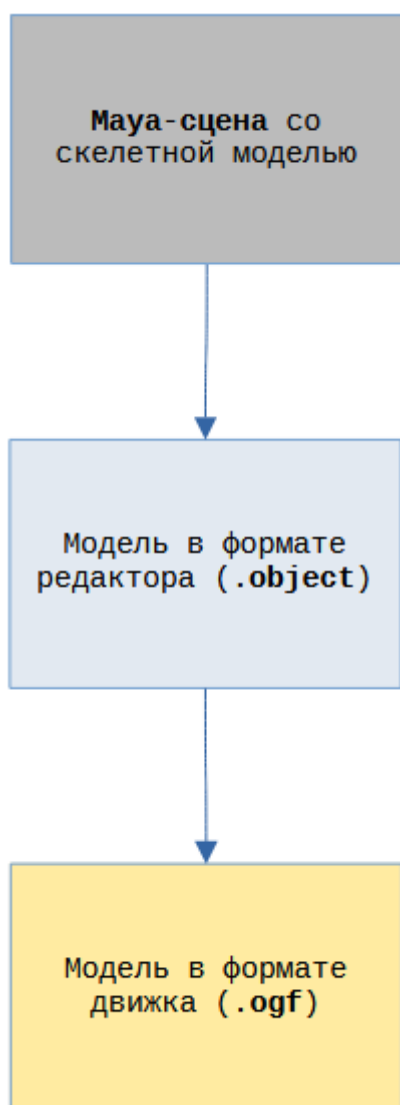 Maya-сцена со
скелетной моделью
Модель в формате
редактора (.object)
Модель в формате
движка (.ogf)